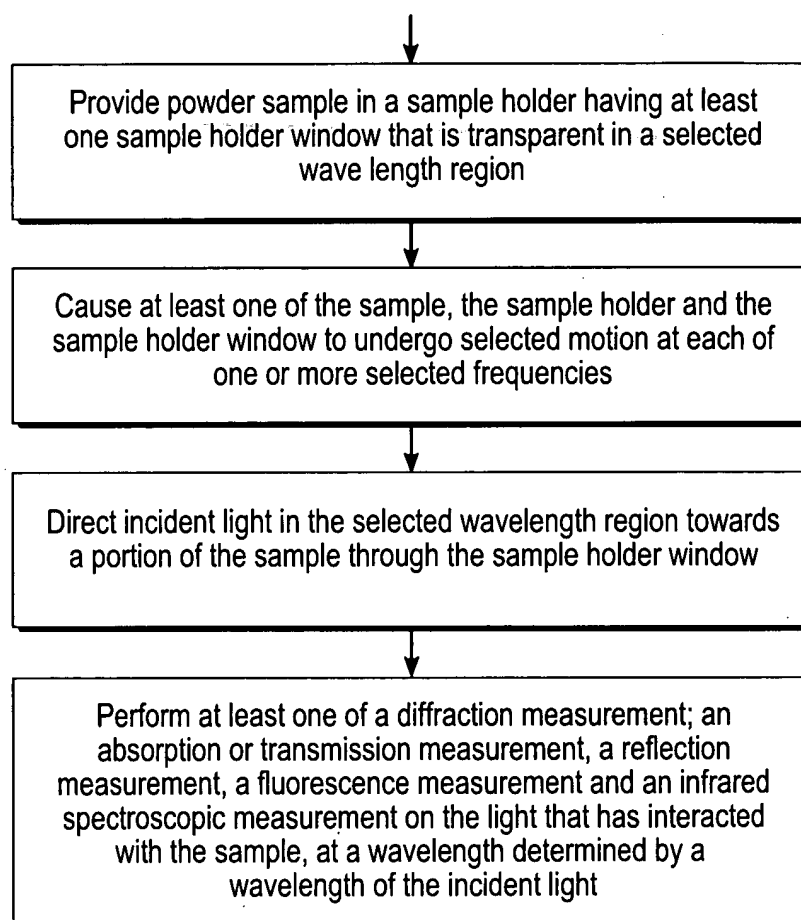 Provide powder sample in a sample holder having at least
one sample holder window that is transparent in a selected
wave length region
Cause at least one of the sample, the sample holder and the
sample holder window to undergo selected motion at each of
one or more selected frequencies
Direct incident light in the selected wavelength region towards
a portion of the sample through the sample holder window
Perform at least one of a diffraction measurement; an
absorption or transmission measurement, a reflection
measurement, a fluorescence measurement and an infrared
spectroscopic measurement on the light that has interacted
with the sample, at a wavelength determined by a
wavelength of the incident light